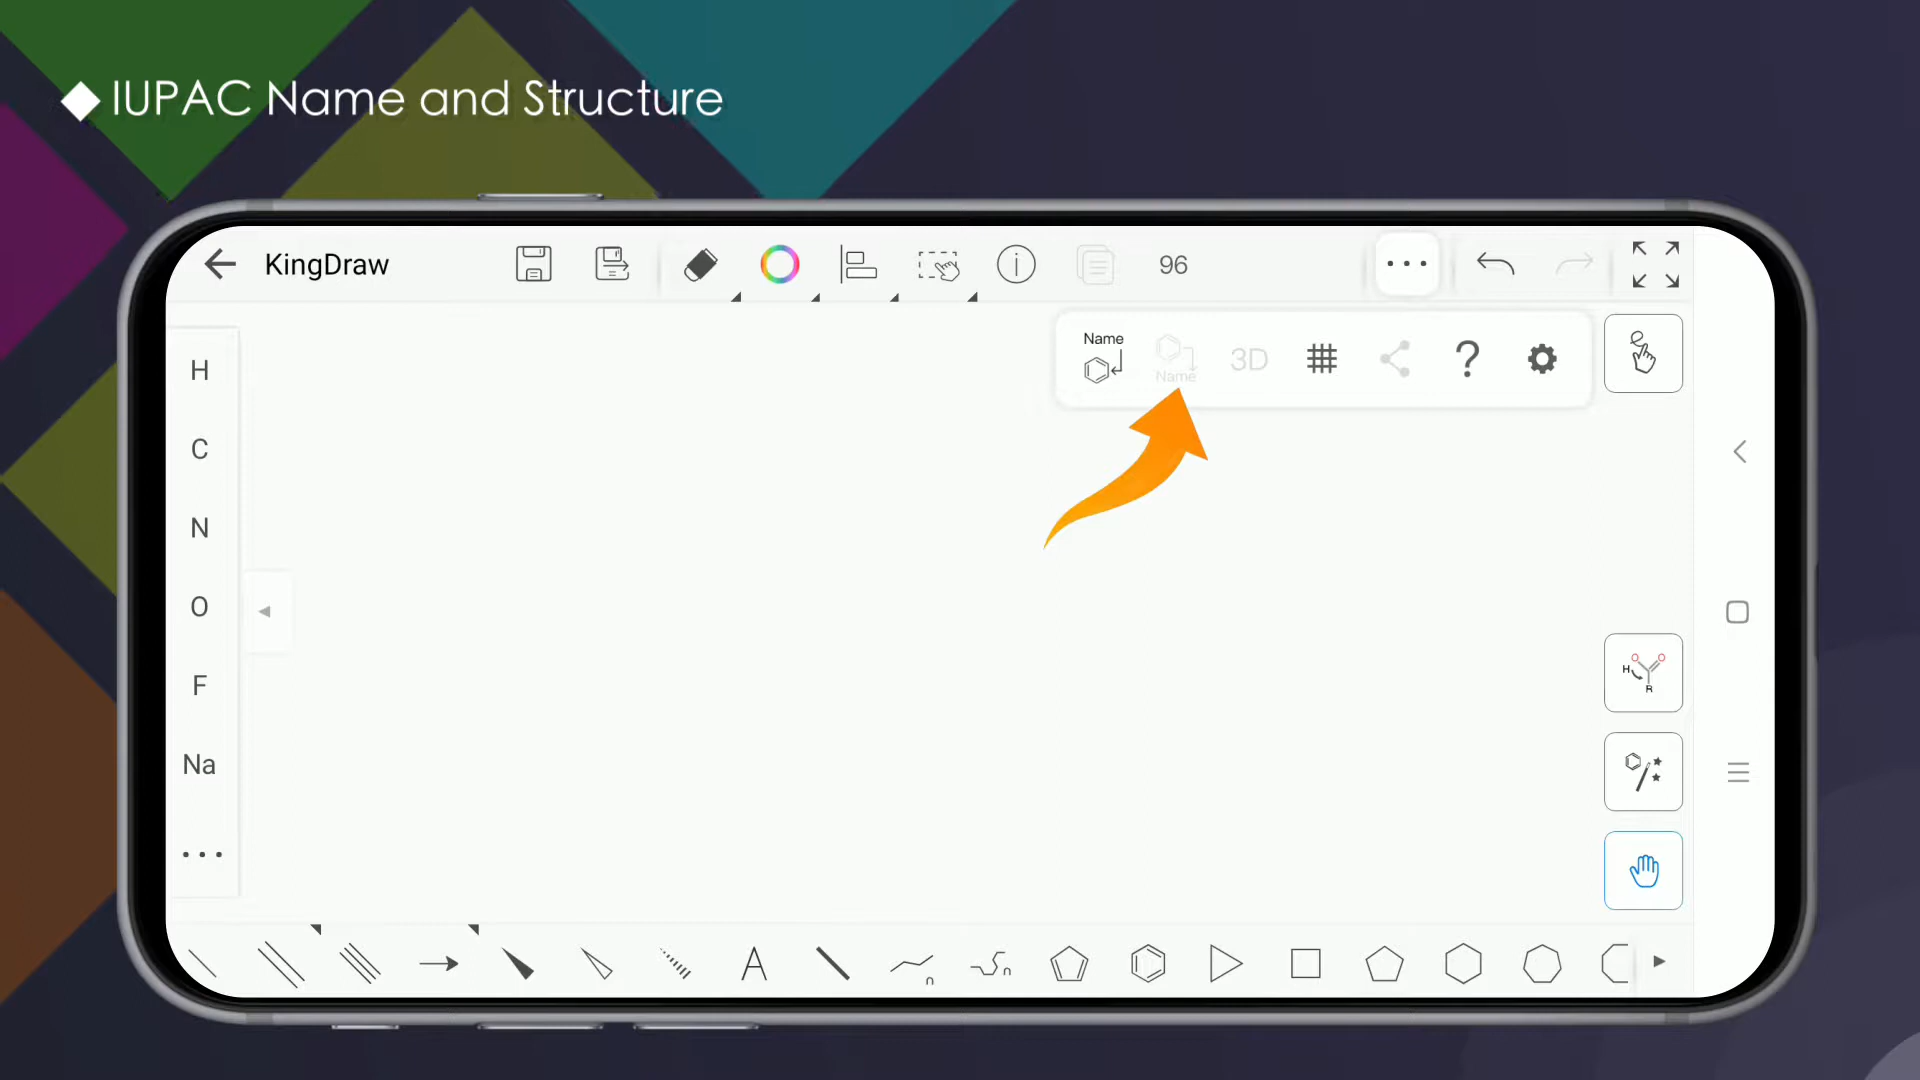 IUPAC Name and Structure
KingDraw
96
Name
Name
3D
?
H
C
N
O
F
Na
H O O
R
A
n
n